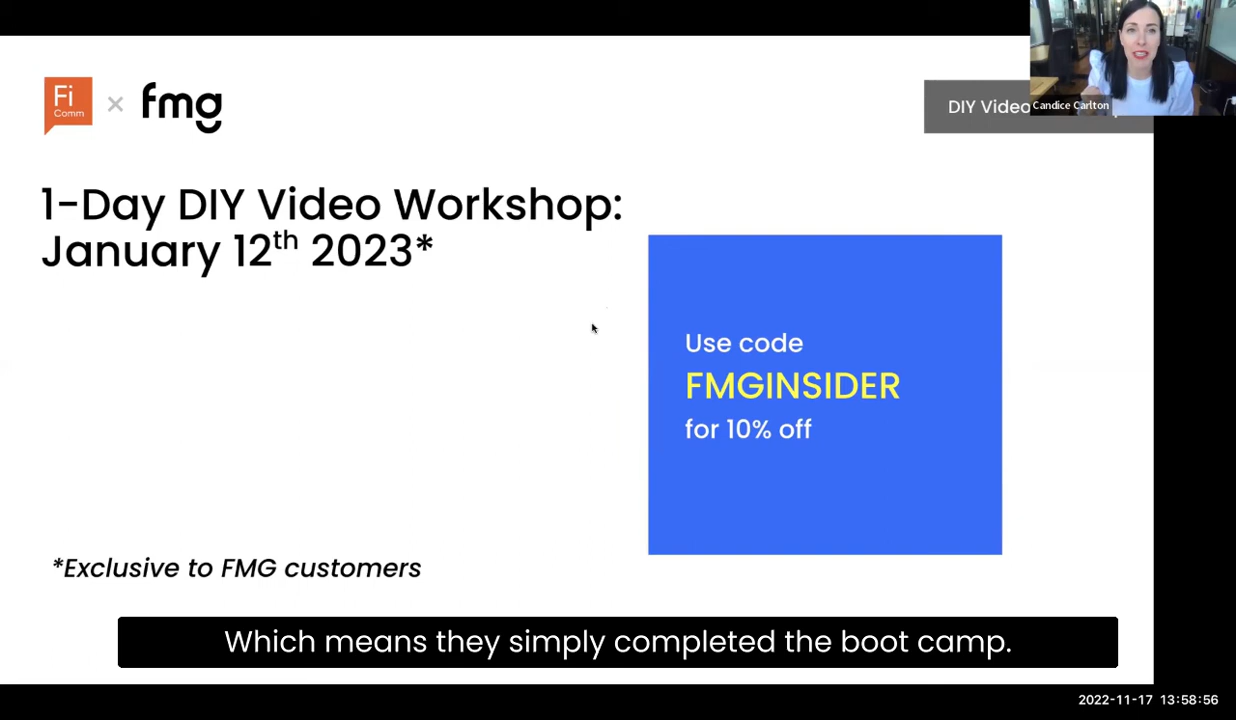 Fi
Comm
× fmg
DIY Video
Candice Carlton
1-Day DIY Video Workshop:
January 12th 2023*
Use code
FMGINSIDER
for 10% off
*Exclusive to FMG customers
Which means they simply completed the boot camp.
2022-11-17 13:58:56